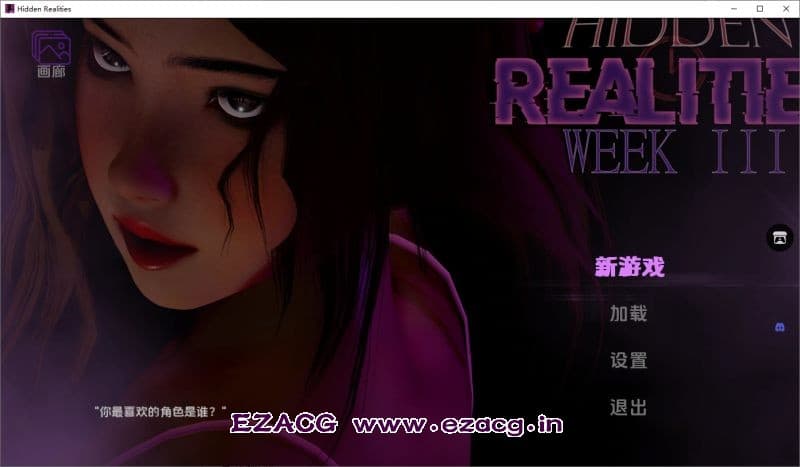 Hidden Realities
画廊
HIDDEN
REALITIE
WEEK III
新游戏
加载
设置
退出
"你最喜欢的角色是谁？"
EZACG www.ezacg.in